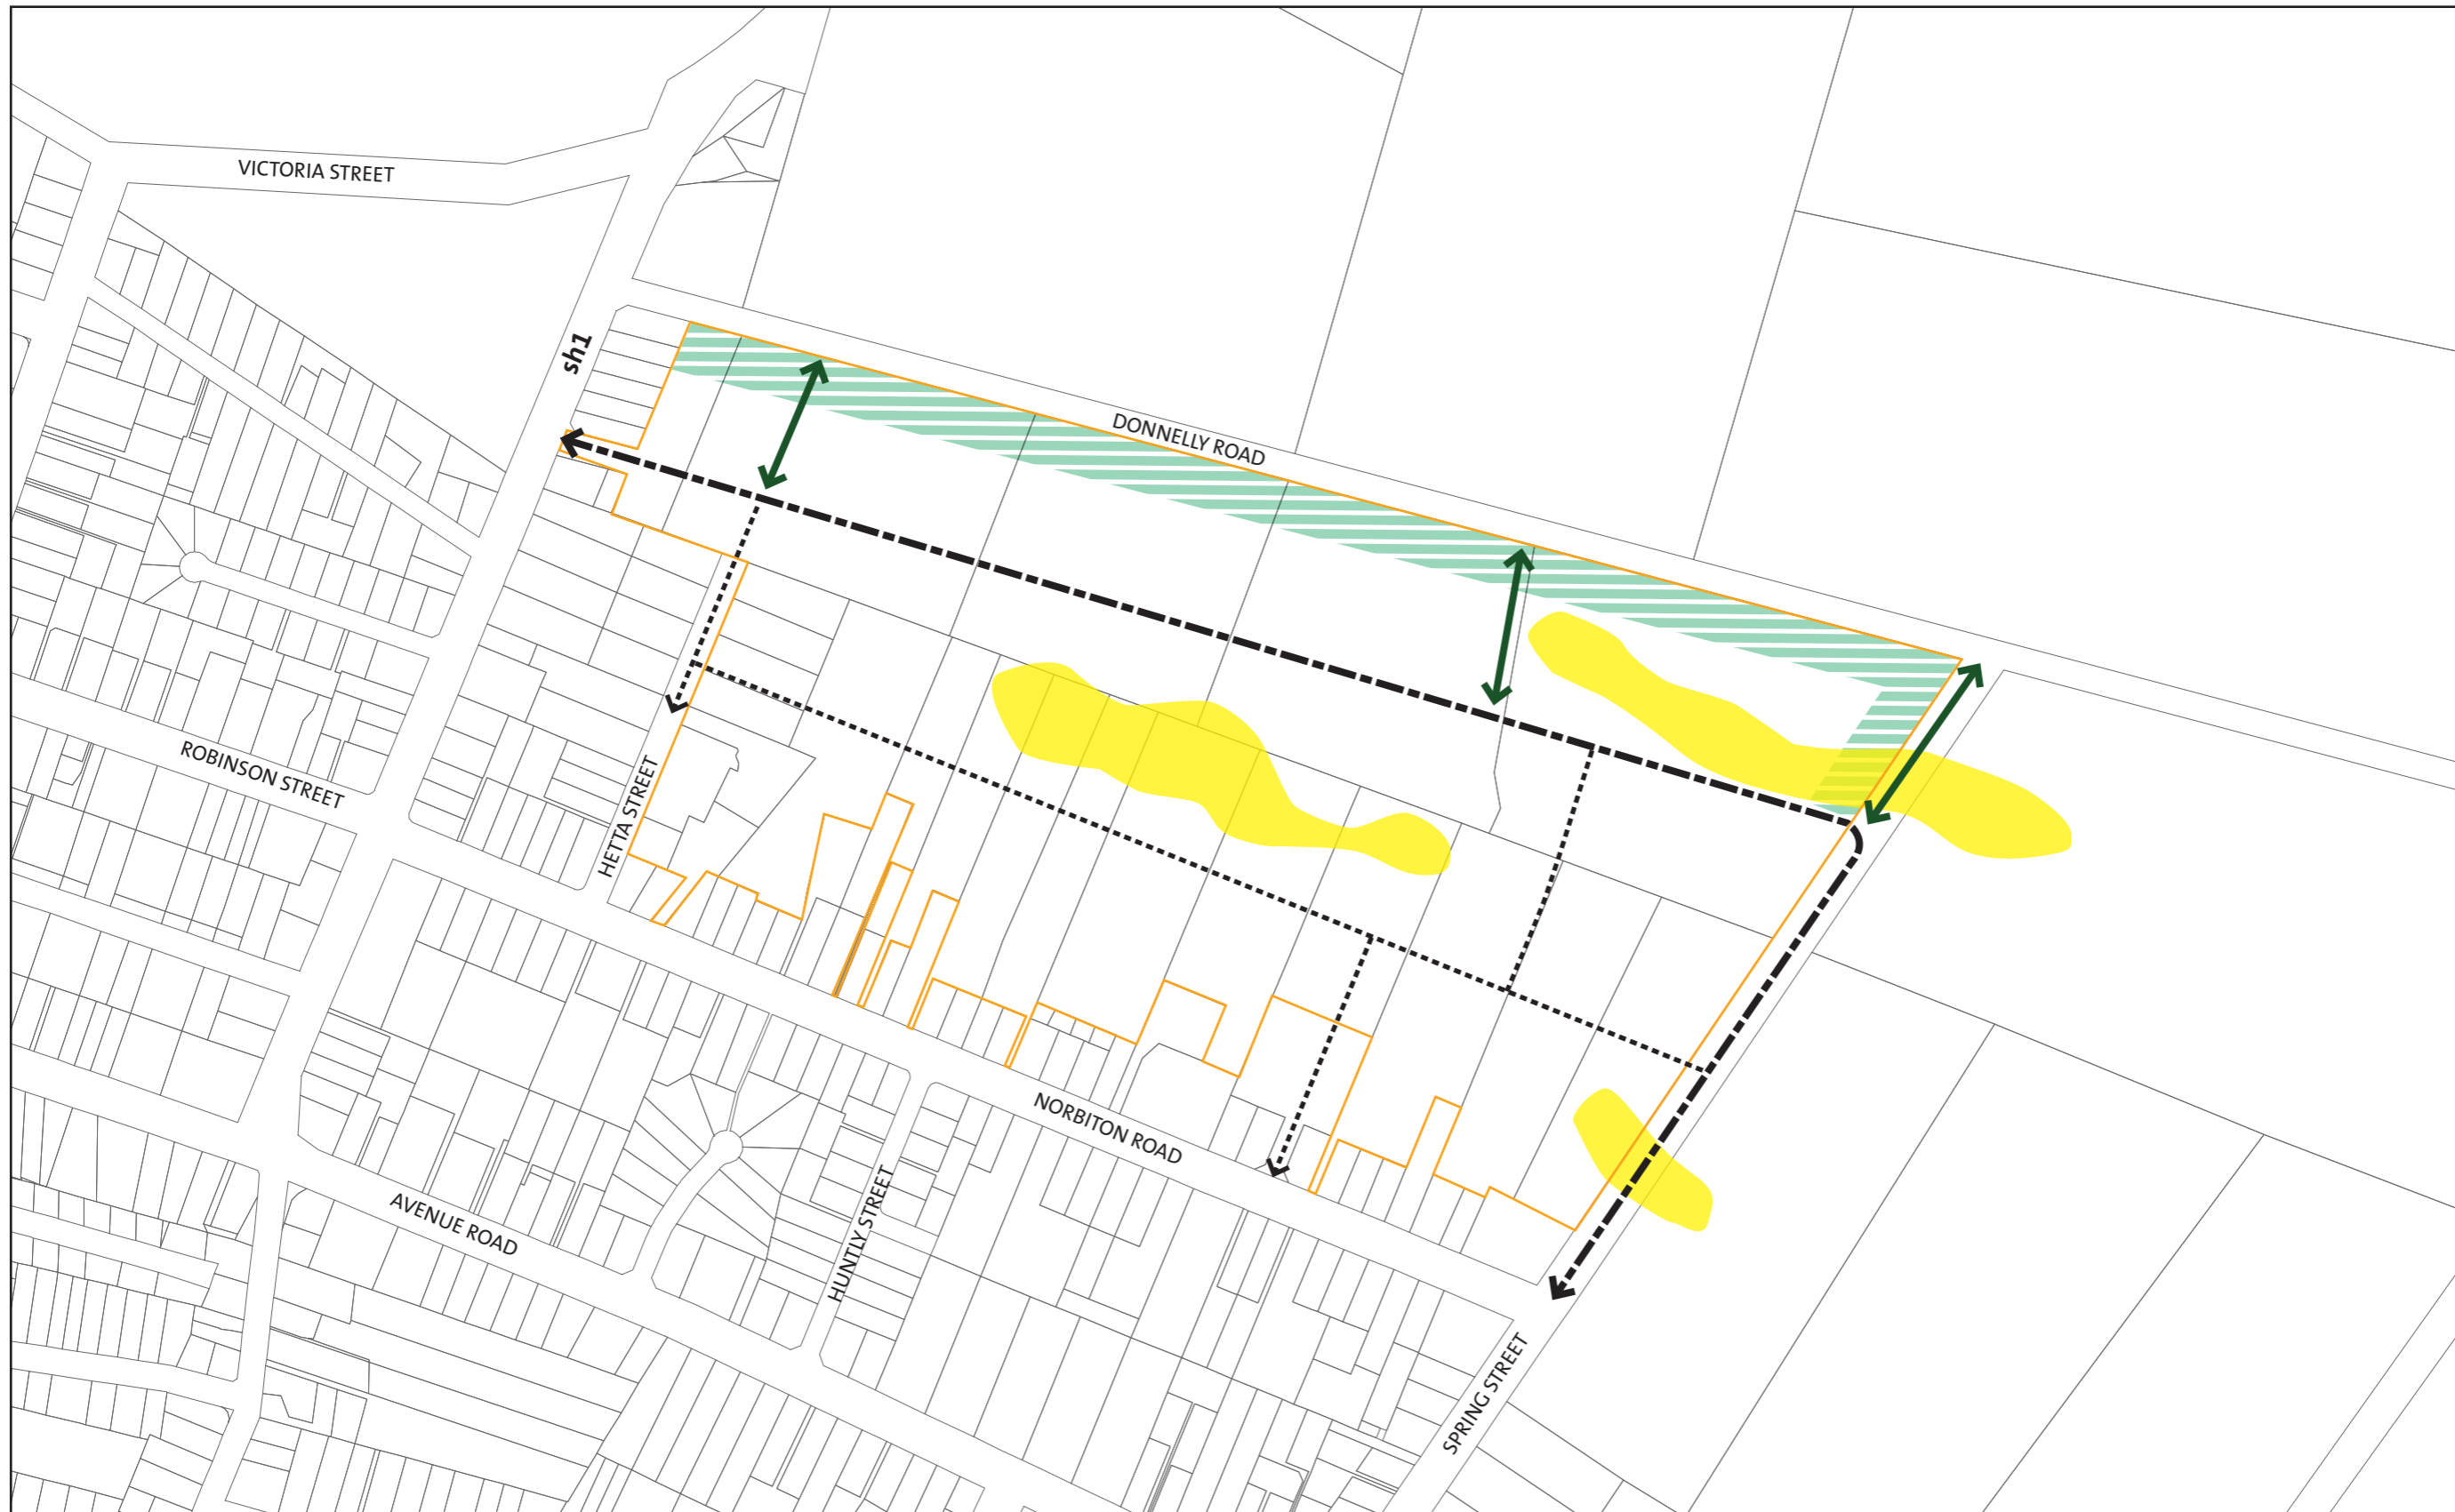 VICTORIA STREET
sh1
DONNELLY ROAD
ROBINSON STREET
HETTA STREET
NORBITON ROAD
AVENUE ROAD
HUNTLY STREET
SPRING STREET